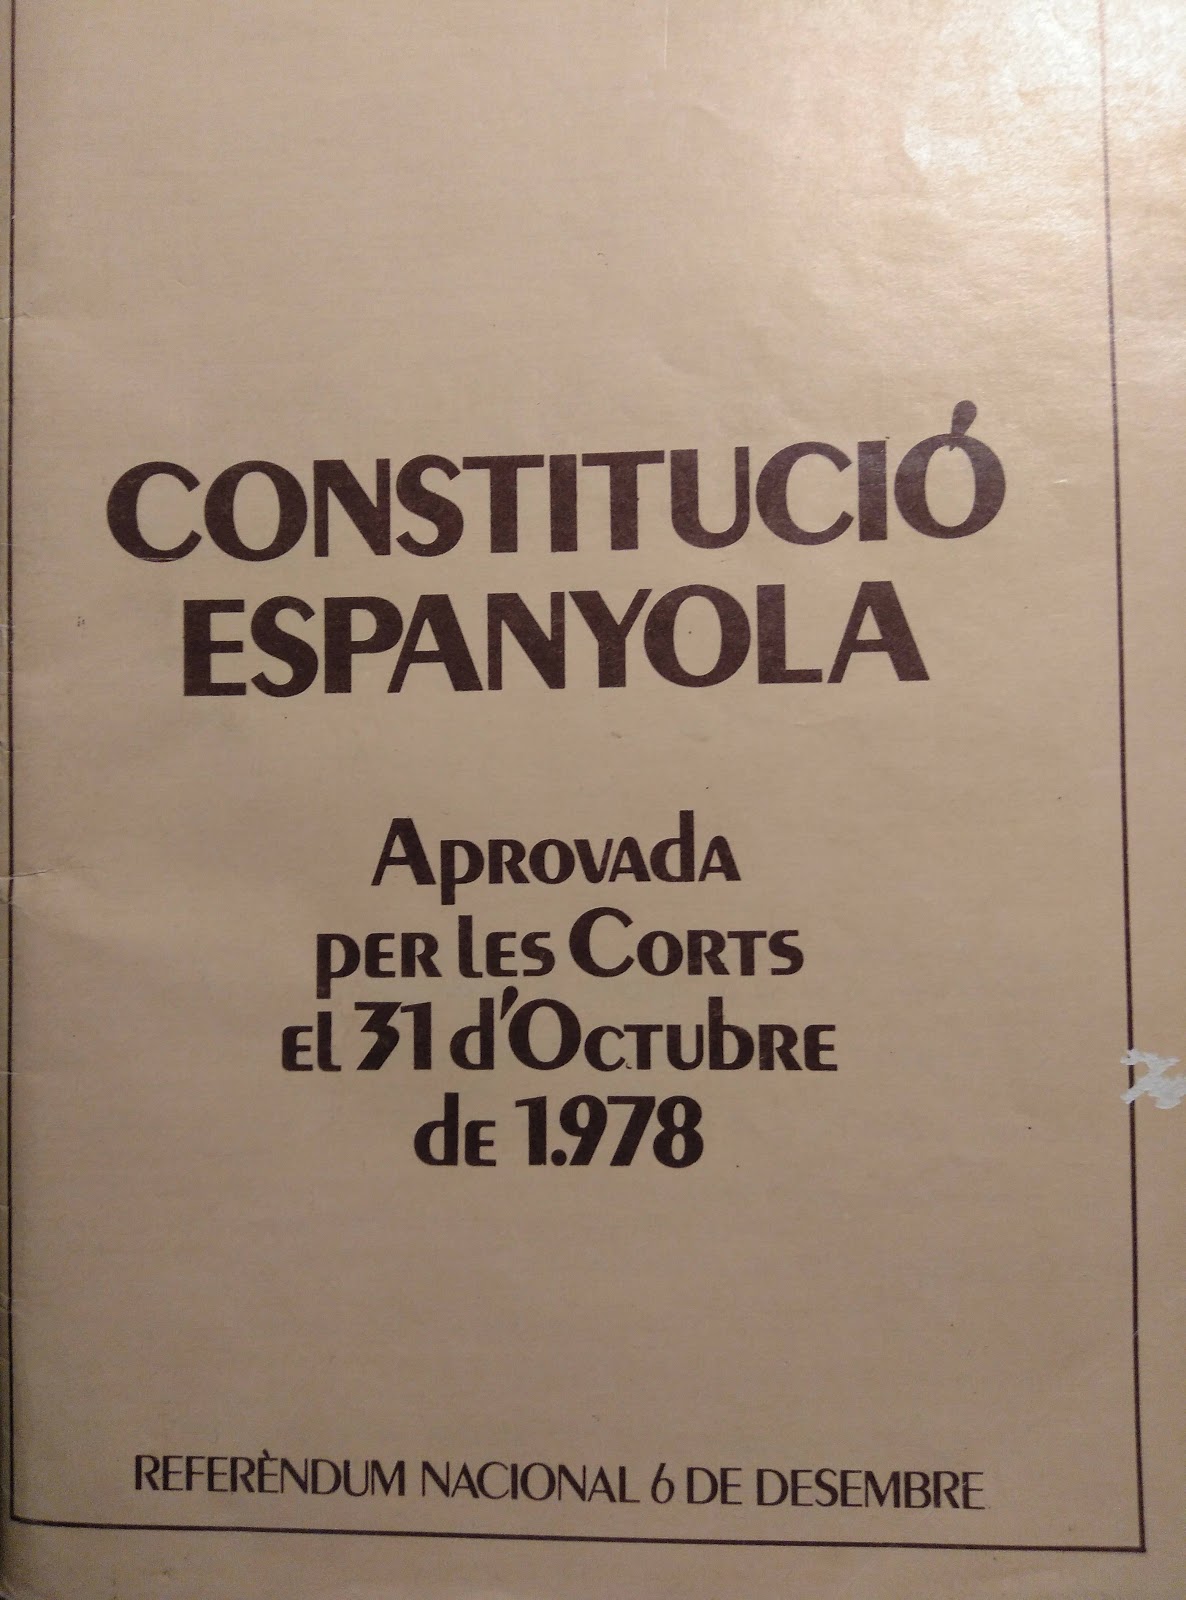 CONSTITUCIÓ
ESPANYOLA
Aprovada
per les Corts
el 31 d'Octubre
de 1.978
REFERÈNDUM NACIONAL 6 DE DESEMBRE